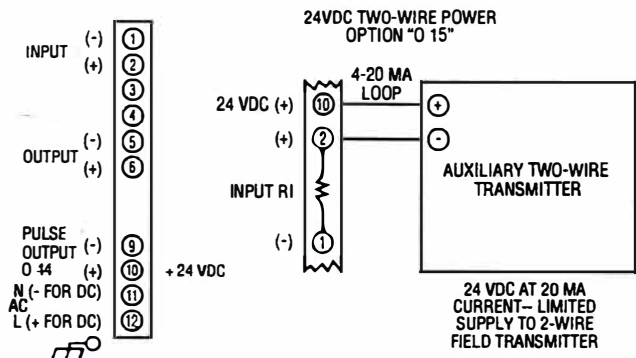 INPUT
(-) 1
(+) 2
3
4
OUTPUT
(-) 5
(+) 6
PULSE
OUTPUT
O 44
(-) 9
(+) 10 + 24 VDC
N (- FOR DC) 11
AC
L (+ FOR DC) 12
24VDC TWO-WIRE POWER
OPTION "O 15"
4-20 MA
LOOP
24 VDC (+) 10 +
(+) 2 -
INPUT RI
(-) 1
AUXILIARY TWO-WIRE
TRANSMITTER
24 VDC AT 20 MA
CURRENT– LIMITED
SUPPLY TO 2-WIRE
FIELD TRANSMITTER